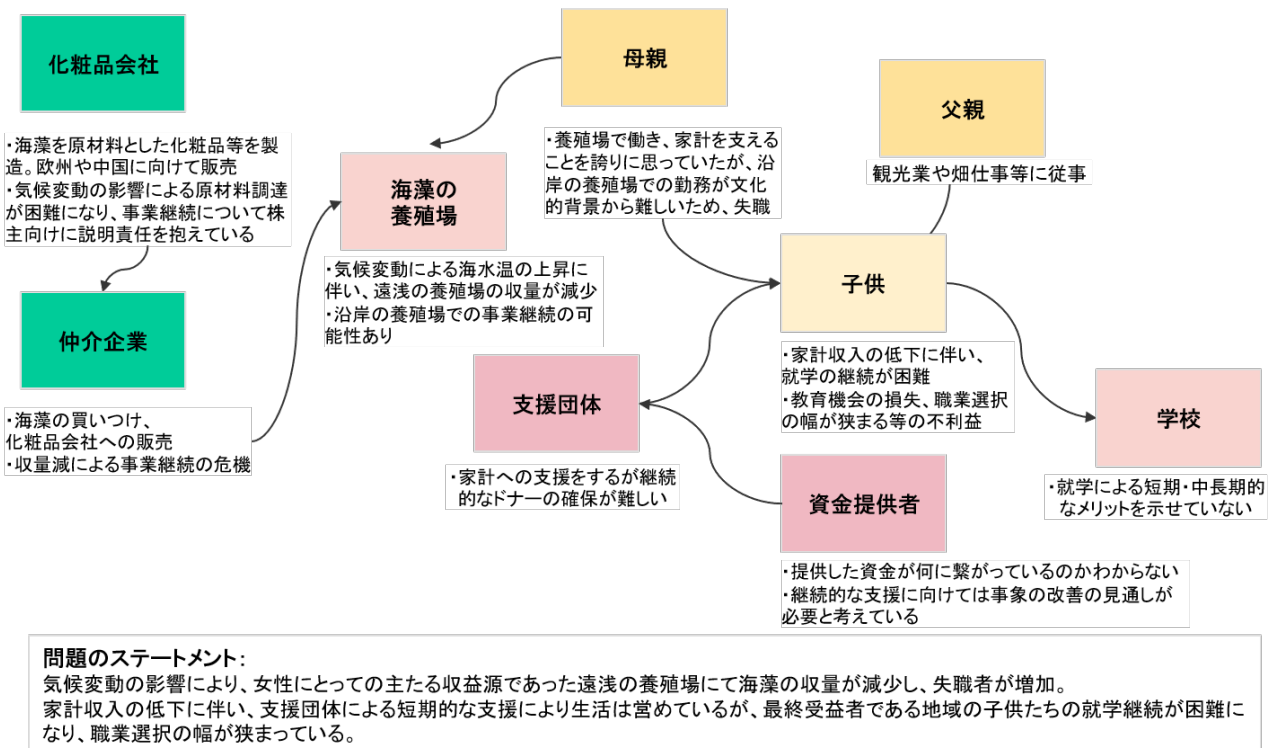 化粧品会社
・海藻を原材料とした化粧品等を製
造。欧州や中国に向けて販売
・気候変動の影響による原材料調達
が困難になり、事業継続について株
主向けに説明責任を抱えている
仲介企業
・海藻の買いつけ、
化粧品会社への販売
・収量減による事業継続の危機
海藻の
養殖場
・気候変動による海水温の上昇に
伴い、遠浅の養殖場の収量が減少
・沿岸の養殖場での事業継続の可
能性あり
母親
・養殖場で働き、家計を支える
ことを誇りに思っていたが、沿
岸の養殖場での勤務が文化
的背景から難しいため、失職
父親
観光業や畑仕事等に従事
子供
・家計収入の低下に伴い、
就学の継続が困難
・教育機会の損失、職業選択
の幅が狭まる等の不利益
支援団体
・家計への支援をするが継続
的なドナーの確保が難しい
学校
・就学による短期・中長期的
なメリットを示せていない
資金提供者
・提供した資金が何に繋がっているのかわからない
・継続的な支援に向けては事象の改善の見通しが
必要と考えている
問題のステートメント：
気候変動の影響により、女性にとっての主たる収益源であった遠浅の養殖場にて海藻の収量が減少し、失職者が増加。
家計収入の低下に伴い、支援団体による短期的な支援により生活は営めているが、最終受益者である地域の子供たちの就学継続が困難に
なり、職業選択の幅が狭まっている。